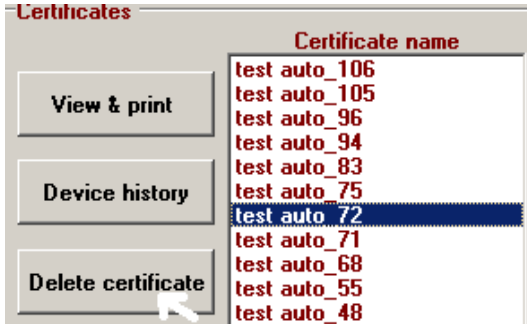 Certificates
Certificate name
View & print
Device history
Delete certificate
test auto_106
test auto_105
test auto_96
test auto_94
test auto_83
test auto_75
test auto_72
test auto_71
test auto_68
test auto_55
test auto_48